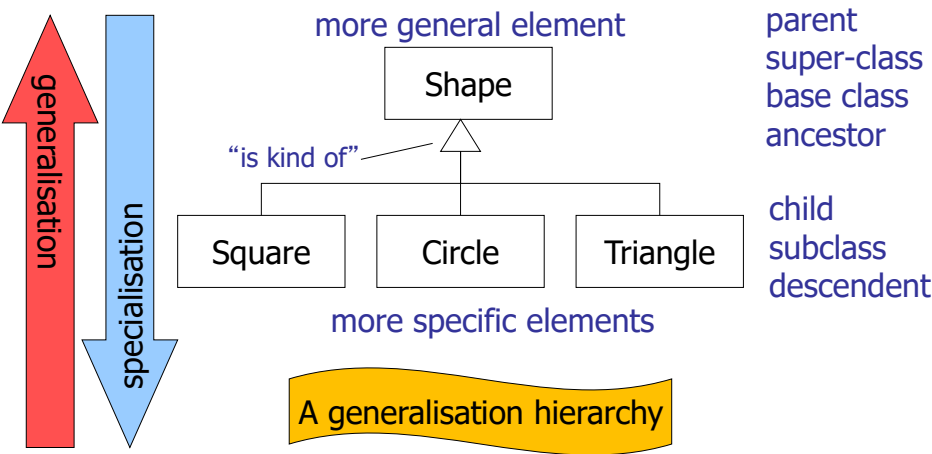 generalisation
specialisation
more general element
Shape
“is kind of”
Square
Circle
Triangle
more specific elements
parent
super-class
base class
ancestor
child
subclass
descendent
A generalisation hierarchy